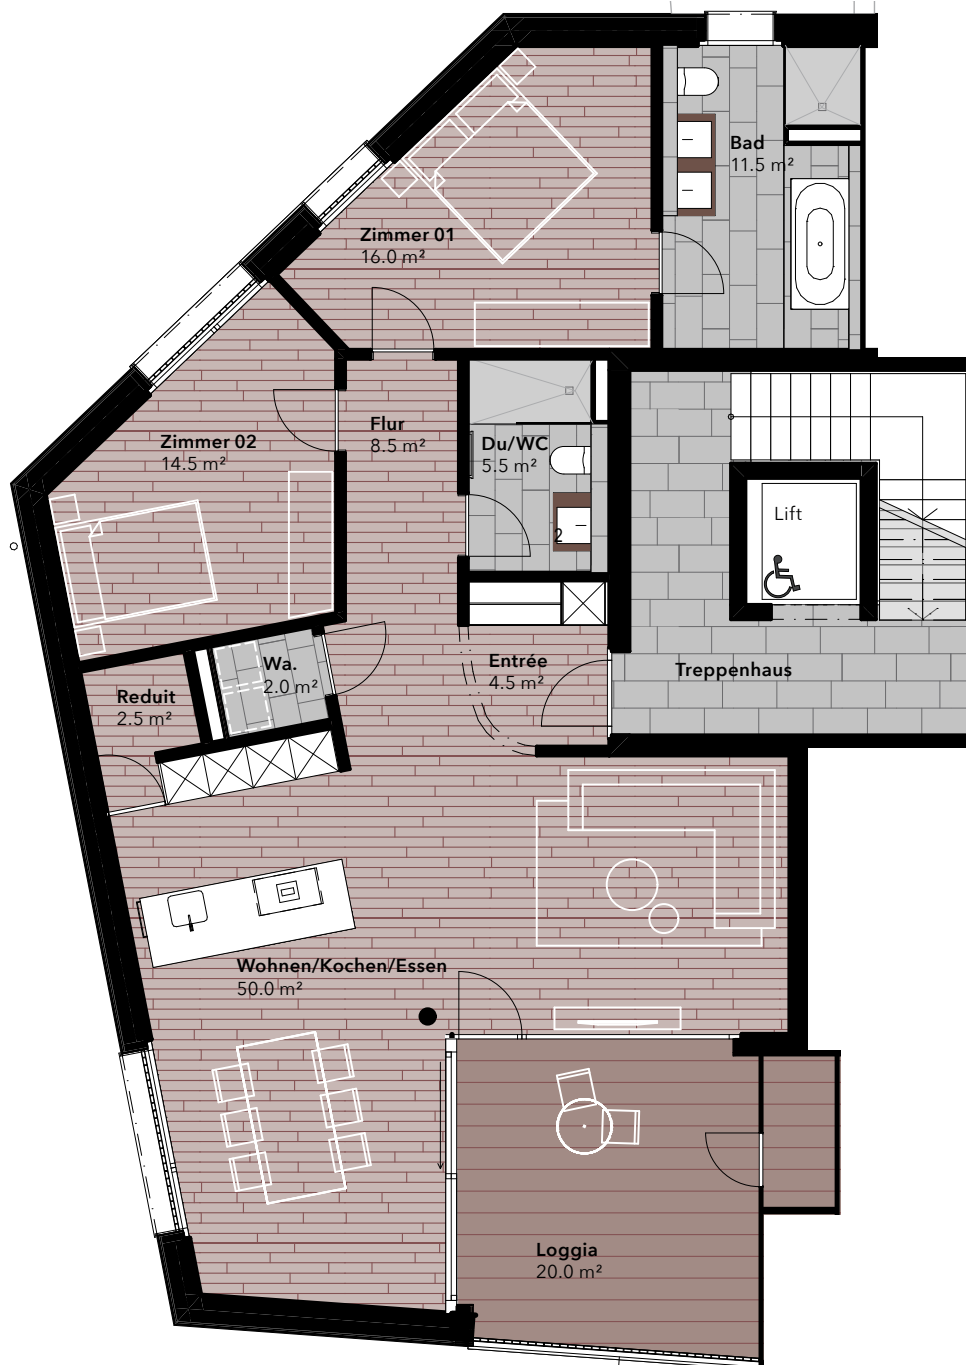 Bad
11.5 m²
Zimmer 01
16.0 m²
Flur
8.5 m²
Zimmer 02
14.5 m²
Du/WC
5.5 m²
Lift
2
Entrée
4.5 m²
Wa.
2.0 m²
Treppenhaus
Reduit
2.5 m²
Wohnen/Kochen/Essen
50.0 m²
Loggia
20.0 m²